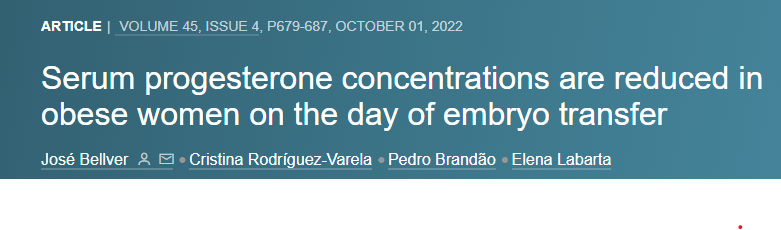 ARTICLE | VOLUME 45, ISSUE 4, P679-687, OCTOBER 01, 2022
Serum progesterone concentrations are reduced in
obese women on the day of embryo transfer
José Bellver • Cristina Rodríguez-Varela • Pedro Brandão • Elena Labarta